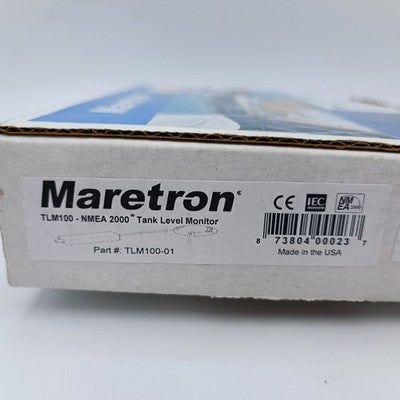 Maretron®
TLM100 - NMEA 2000® Tank Level Monitor
Part #: TLM100-01
CE IEC NMEA 2000
8 73804 00023 7
Made in the USA